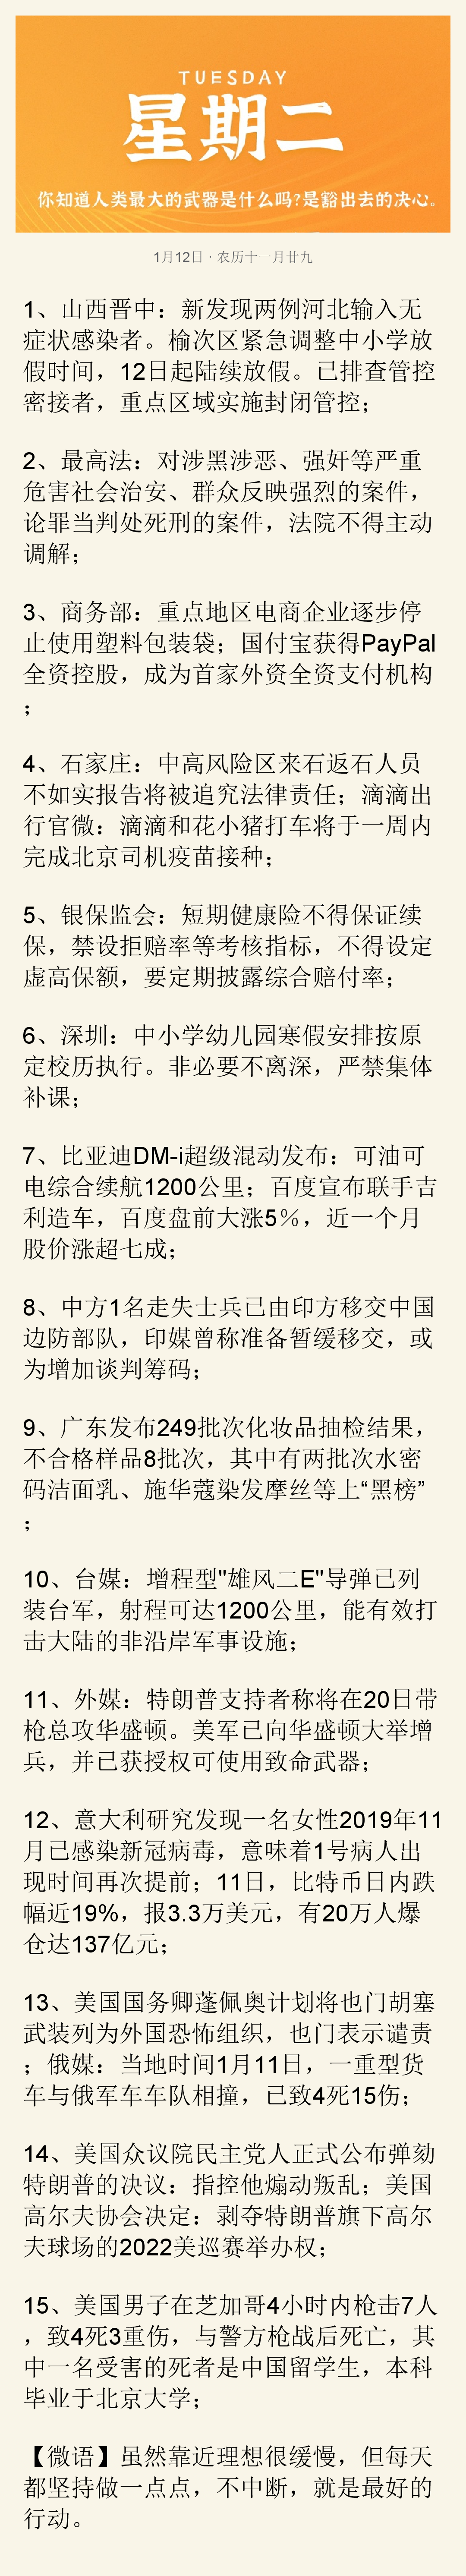 TUESDAY
星期二
你知道人类最大的武器是什么吗?是豁出去的决心。
1月12日 · 农历十一月廿九
1、山西晋中：新发现两例河北输入无
症状感染者。榆次区紧急调整中小学放
假时间，12日起陆续放假。已排查管控
密接者，重点区域实施封闭管控；
2、最高法：对涉黑涉恶、强奸等严重
危害社会治安、群众反映强烈的案件，
论罪当判处死刑的案件，法院不得主动
调解；
3、商务部：重点地区电商企业逐步停
止使用塑料包装袋；国付宝获得PayPal
全资控股，成为首家外资全资支付机构
；
4、石家庄：中高风险区来石返石人员
不如实报告将被追究法律责任；滴滴出
行官微：滴滴和花小猪打车将于一周内
完成北京司机疫苗接种；
5、银保监会：短期健康险不得保证续
保，禁设拒赔率等考核指标，不得设定
虚高保额，要定期披露综合赔付率；
6、深圳：中小学幼儿园寒假安排按原
定校历执行。非必要不离深，严禁集体
补课；
7、比亚迪DM-i超级混动发布：可油可
电综合续航1200公里；百度宣布联手吉
利造车，百度盘前大涨5%，近一个月
股价涨超七成；
8、中方1名走失士兵已由印方移交中国
边防部队，印媒曾称准备暂缓移交，或
为增加谈判筹码；
9、广东发布249批次化妆品抽检结果，
不合格样品8批次，其中有两批次水密
码洁面乳、施华蔻染发摩丝等上“黑榜”
；
10、台媒：增程型"雄风二E"导弹已列
装台军，射程可达1200公里，能有效打
击大陆的非沿岸军事设施；
11、外媒：特朗普支持者称将在20日带
枪总攻华盛顿。美军已向华盛顿大举增
兵，并已获授权可使用致命武器；
12、意大利研究发现一名女性2019年11
月已感染新冠病毒，意味着1号病人出
现时间再次提前；11日，比特币日内跌
幅近19%，报3.3万美元，有20万人爆
仓达137亿元；
13、美国国务卿蓬佩奥计划将也门胡塞
武装列为外国恐怖组织，也门表示谴责
；俄媒：当地时间1月11日，一重型货
车与俄军车车队相撞，已致4死15伤；
14、美国众议院民主党人正式公布弹劾
特朗普的决议：指控他煽动叛乱；美国
高尔夫协会决定：剥夺特朗普旗下高尔
夫球场的2022美巡赛举办权；
15、美国男子在芝加哥4小时内枪击7人
，致4死3重伤，与警方枪战后死亡，其
中一名受害的死者是中国留学生，本科
毕业于北京大学；
【微语】虽然靠近理想很缓慢，但每天
都坚持做一点点，不中断，就是最好的
行动。